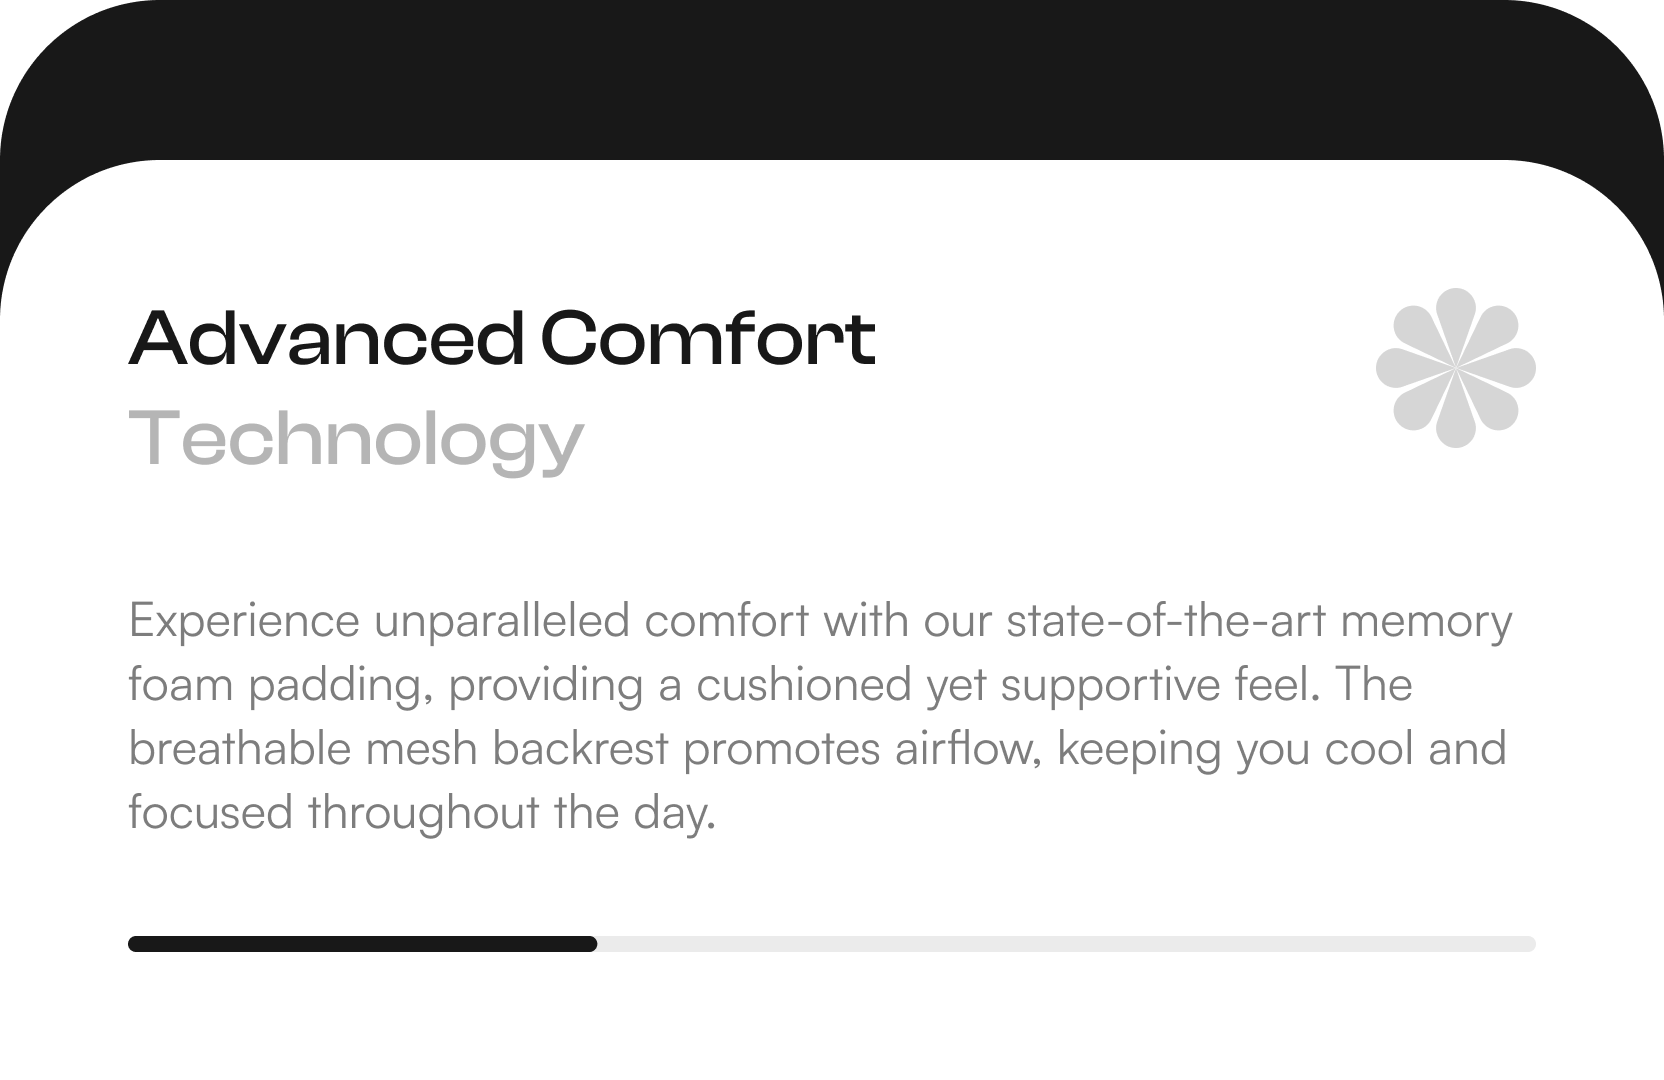 Advanced Comfort
Technology
Experience unparalleled comfort with our state-of-the-art memory
foam padding, providing a cushioned yet supportive feel. The
breathable mesh backrest promotes airflow, keeping you cool and
focused throughout the day.